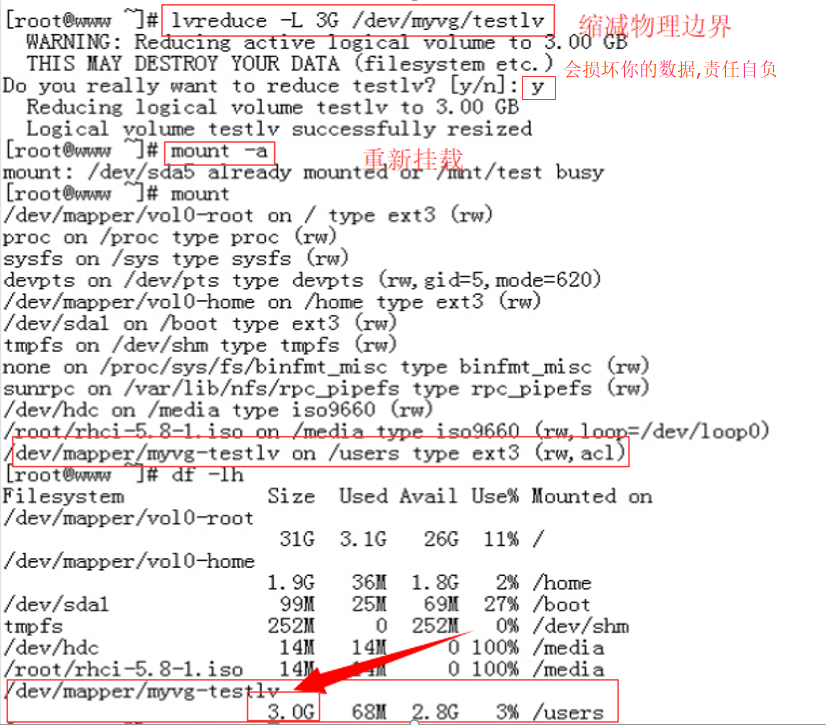 [root@www ~]# lvreduce -L 3G /dev/myvg/testlv 缩减物理边界
WARNING: Reducing active logical volume to 3.00 GB
THIS MAY DESTROY YOUR DATA (filesystem etc.) 会损坏你的数据,责任自负
Do you really want to reduce testlv? [y/n]: y
Reducing logical volume testlv to 3.00 GB
Logical volume testlv successfully resized
[root@www ~]# mount -a 重新挂载
mount: /dev/sda5 already mounted or /mnt/test busy
[root@www ~]# mount
/dev/mapper/vol0-root on / type ext3 (rw)
proc on /proc type proc (rw)
sysfs on /sys type sysfs (rw)
devpts on /dev/pts type devpts (rw,gid=5,mode=620)
/dev/mapper/vol0-home on /home type ext3 (rw)
/dev/sda1 on /boot type ext3 (rw)
tmpfs on /dev/shm type tmpfs (rw)
none on /proc/sys/fs/binfmt_misc type binfmt_misc (rw)
sunrpc on /var/lib/nfs/rpc_pipefs type rpc_pipefs (rw)
/dev/hdc on /media type iso9660 (rw)
/root/rhci-5.8-1.iso on /media type iso9660 (rw,loop=/dev/loop0)
/dev/mapper/myvg-testlv on /users type ext3 (rw,acl)
[root@www ~]# df -lh
Filesystem Size Used Avail Use% Mounted on
/dev/mapper/vol0-root
31G 3.1G 26G 11% /
/dev/mapper/vol0-home
1.9G 36M 1.8G 2% /home
/dev/sda1 99M 25M 69M 27% /boot
tmpfs 252M 0 252M 0% /dev/shm
/dev/hdc 14M 14M 0 100% /media
/root/rhci-5.8-1.iso 14M 14M 0 100% /media
/dev/mapper/myvg-testlv
3.0G 68M 2.8G 3% /users